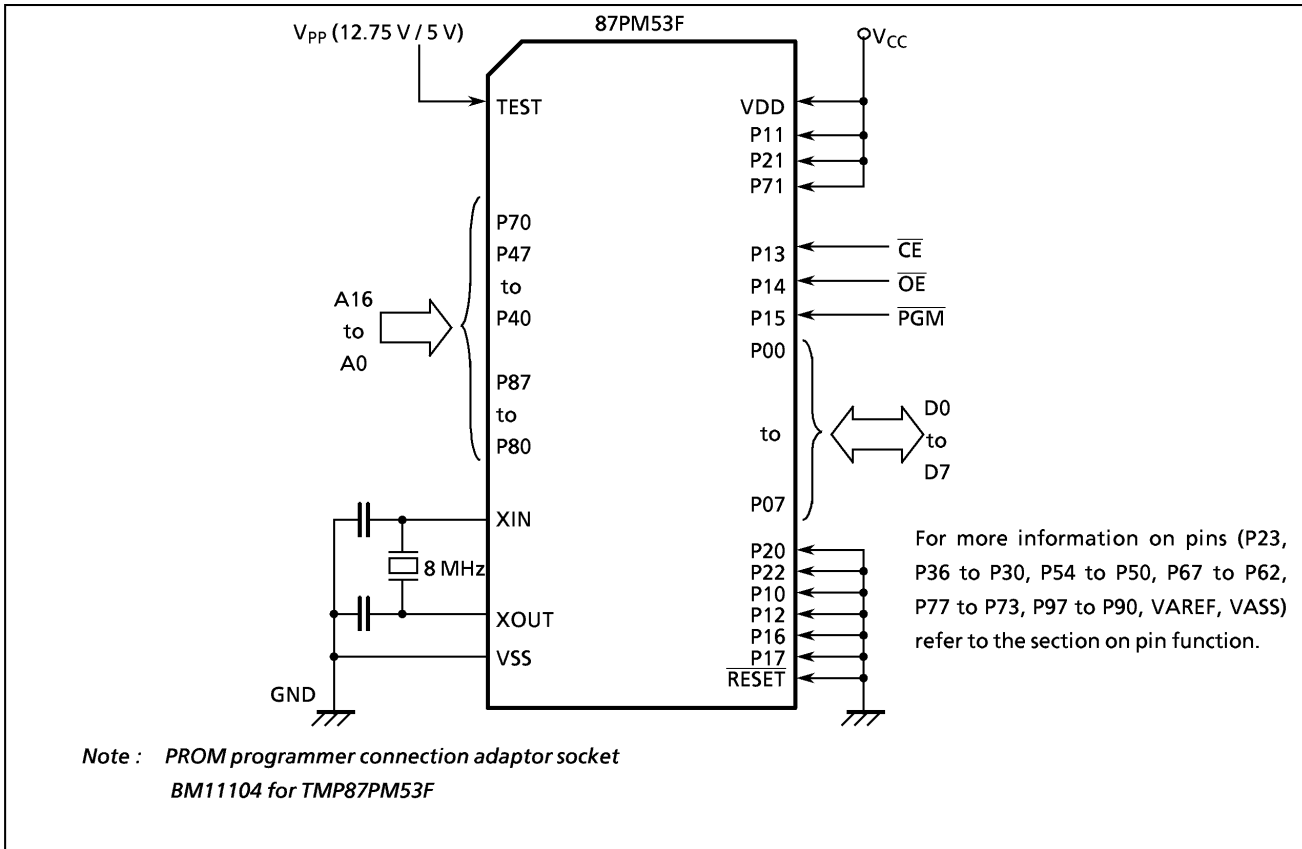 87PM53F
VPP (12.75 V / 5 V)
VCC
TEST
VDD
P11
P21
P71
P70
P47
to
P40
P87
to
P80
A16
to
A0
P13
P14
P15
CE
OE
PGM
P00
to
P07
D0
to
D7
XIN
8 MHz
XOUT
VSS
GND
P20
P22
P10
P12
P16
P17
RESET
For more information on pins (P23,
P36 to P30, P54 to P50, P67 to P62,
P77 to P73, P97 to P90, VAREF, VASS)
refer to the section on pin function.
Note : PROM programmer connection adaptor socket
BM11104 for TMP87PM53F